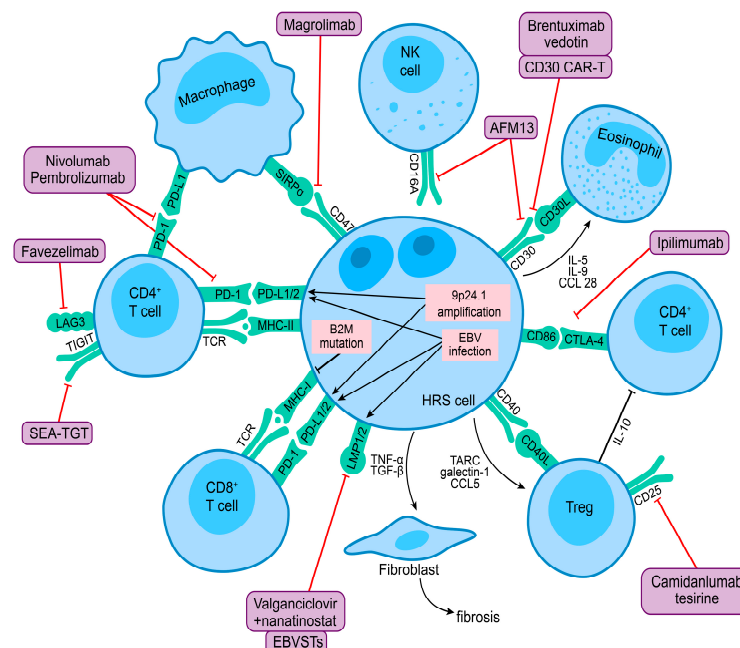 Magrolimab
Brentuximab
vedotin
CD30 CAR-T
NK
cell
Macrophage
AFM13
Eosinophil
Nivolumab
Pembrolizumab
PD-L1
PD-1
SIRPα
CD47
CD16A
CD30L
CD30
IL-5
IL-9
CCL 28
Ipilimumab
Favezelimab
LAG3
TIGIT
CD4+
T cell
PD-1
PD-L1/2
TCR
MHC-II
9p24 1
amplification
B2M
mutation
EBV
infection
CD86
CTLA-4
CD4+
T cell
HRS cell
SEA-TGT
TCR
MHC-I
PD-1
PD-L1/2
LMP1/2
CD8+
T cell
TNF-α
TGF-β
TARC
galectin-1
CCL5
CD40
CD40L
IL-10
Treg
CD25
Fibroblast
fibrosis
Valganciclovir
+nanatinostat
EBVSTs
Camidanlumab
tesirine